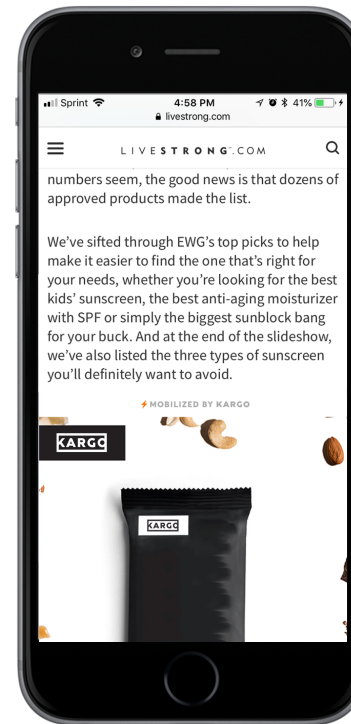 Sprint 4:58 PM 41%
livestrong.com
LIVESTRONG.COM
numbers seem, the good news is that dozens of
approved products made the list.
We’ve sifted through EWG’s top picks to help
make it easier to find the one that’s right for
your needs, whether you’re looking for the best
kids’ sunscreen, the best anti-aging moisturizer
with SPF or simply the biggest sunblock bang
for your buck. And at the end of the slideshow,
we’ve also listed the three types of sunscreen
you’ll definitely want to avoid.
MOBILIZED BY KARGO
KARGO
KARGO